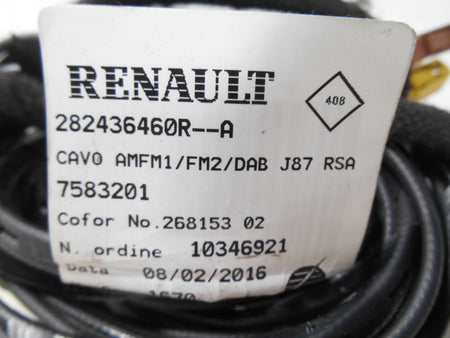 RENAULT
408
282436460R--A
CAVO AMFM1/FM2/DAB J87 RSA
7583201
Cofor No.268153 02
N. ordine 10346921
Data 08/02/2016
1670